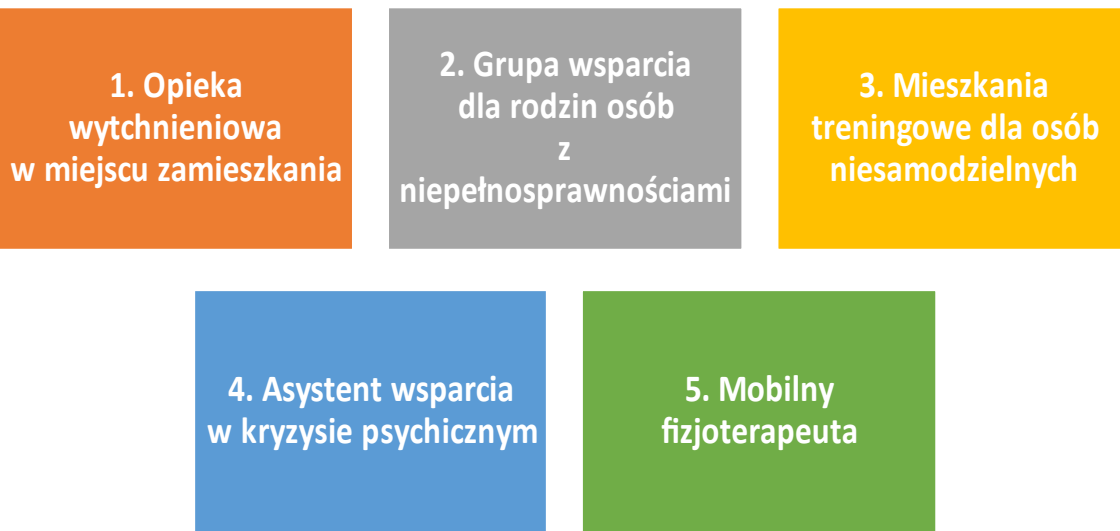 1. Opieka
wytchnieniowa
w miejscu zamieszkania
2. Grupa wsparcia
dla rodzin osób
z
niepełnosprawnościami
3. Mieszkania
treningowe dla osób
niesamodzielnych
4. Asystent wsparcia
w kryzysie psychicznym
5. Mobilny
fizjoterapeuta